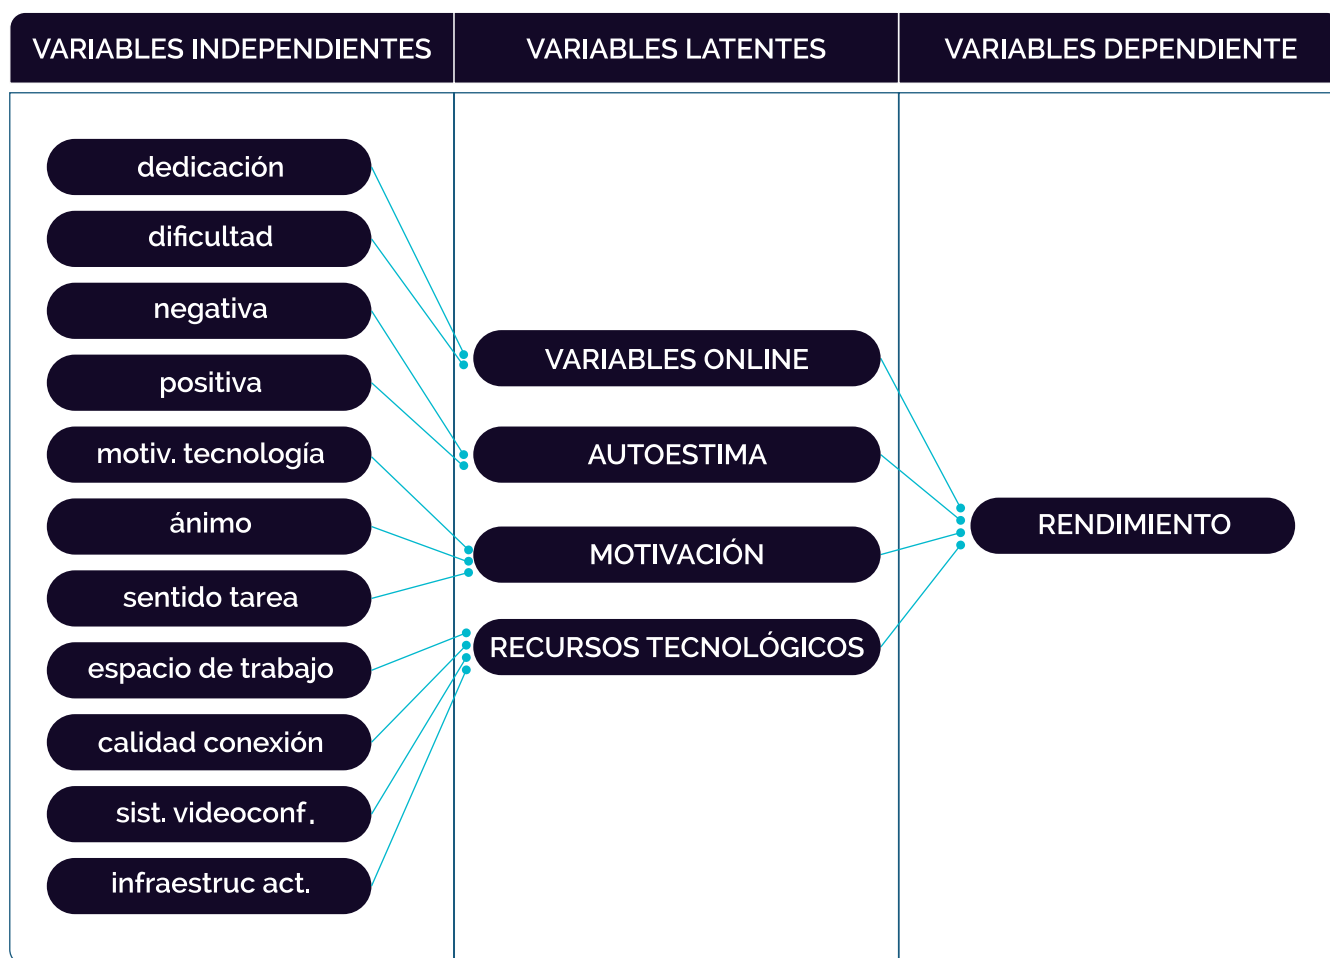 VARIABLES INDEPENDIENTES
VARIABLES LATENTES
VARIABLES DEPENDIENTE
dedicación
dificultad
negativa
positiva
motiv. tecnología
ánimo
sentido tarea
espacio de trabajo
calidad conexión
sist. videoconf.
infraestruc act.
VARIABLES ONLINE
AUTOESTIMA
MOTIVACIÓN
RECURSOS TECNOLÓGICOS
RENDIMIENTO